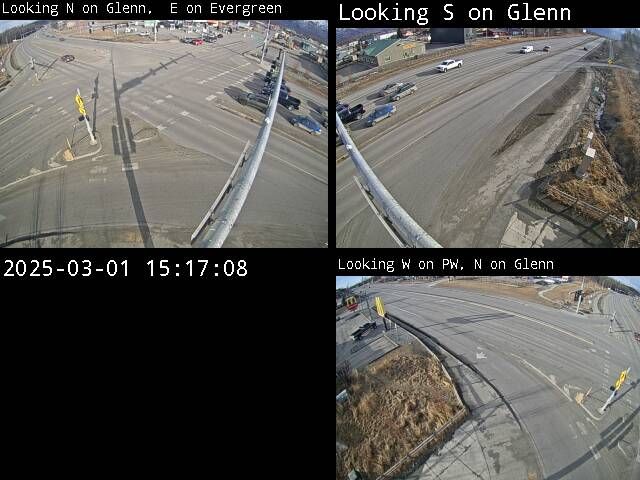 Looking N on Glenn, E on Evergreen
Looking S on Glenn
2025-03-01 15:17:08
Looking W on PW, N on Glenn